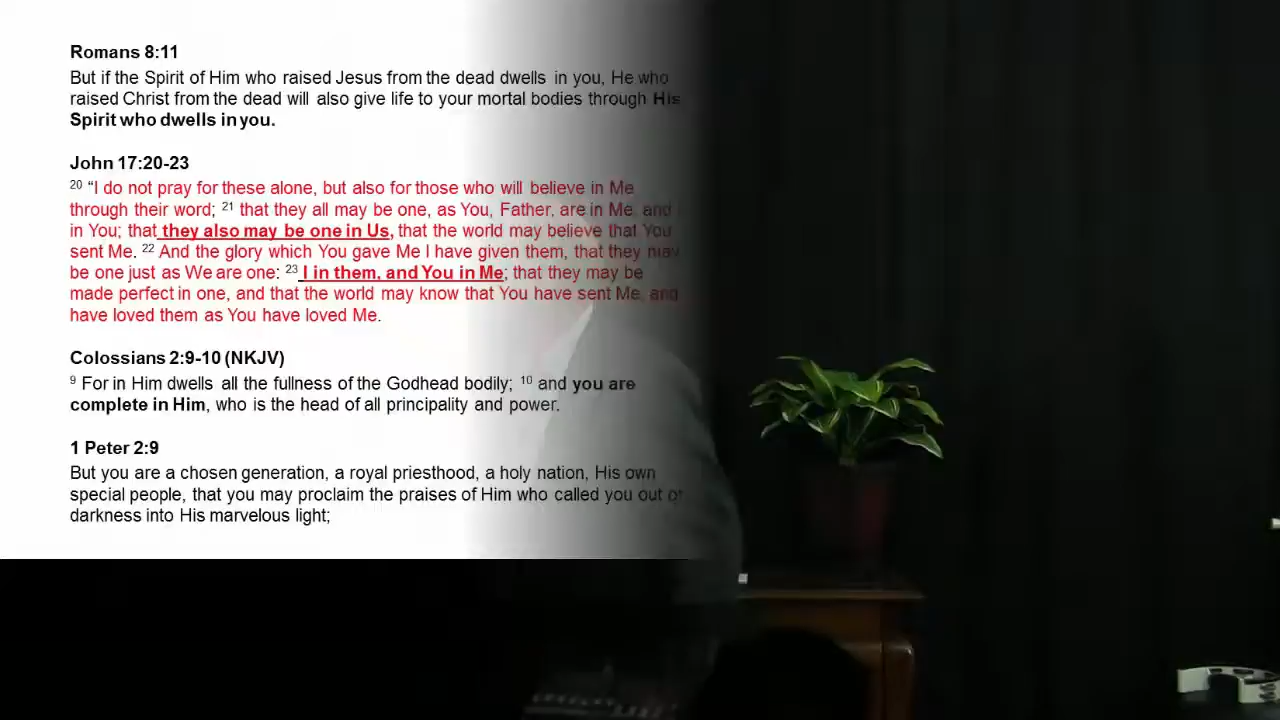 Romans 8:11
But if the Spirit of Him who raised Jesus from the dead dwells in you, He who
raised Christ from the dead will also give life to your mortal bodies through His
Spirit who dwells in you.
John 17:20-23
20 “I do not pray for these alone, but also for those who will believe in Me
through their word; 21 that they all may be one, as You, Father, are in Me, and I
in You; that they also may be one in Us, that the world may believe that You
sent Me. 22 And the glory which You gave Me I have given them, that they may
be one just as We are one: 23 I in them, and You in Me; that they may be
made perfect in one, and that the world may know that You have sent Me, and
have loved them as You have loved Me.
Colossians 2:9-10 (NKJV)
9 For in Him dwells all the fullness of the Godhead bodily; 10 and you are
complete in Him, who is the head of all principality and power.
1 Peter 2:9
But you are a chosen generation, a royal priesthood, a holy nation, His own
special people, that you may proclaim the praises of Him who called you out of
darkness into His marvelous light;